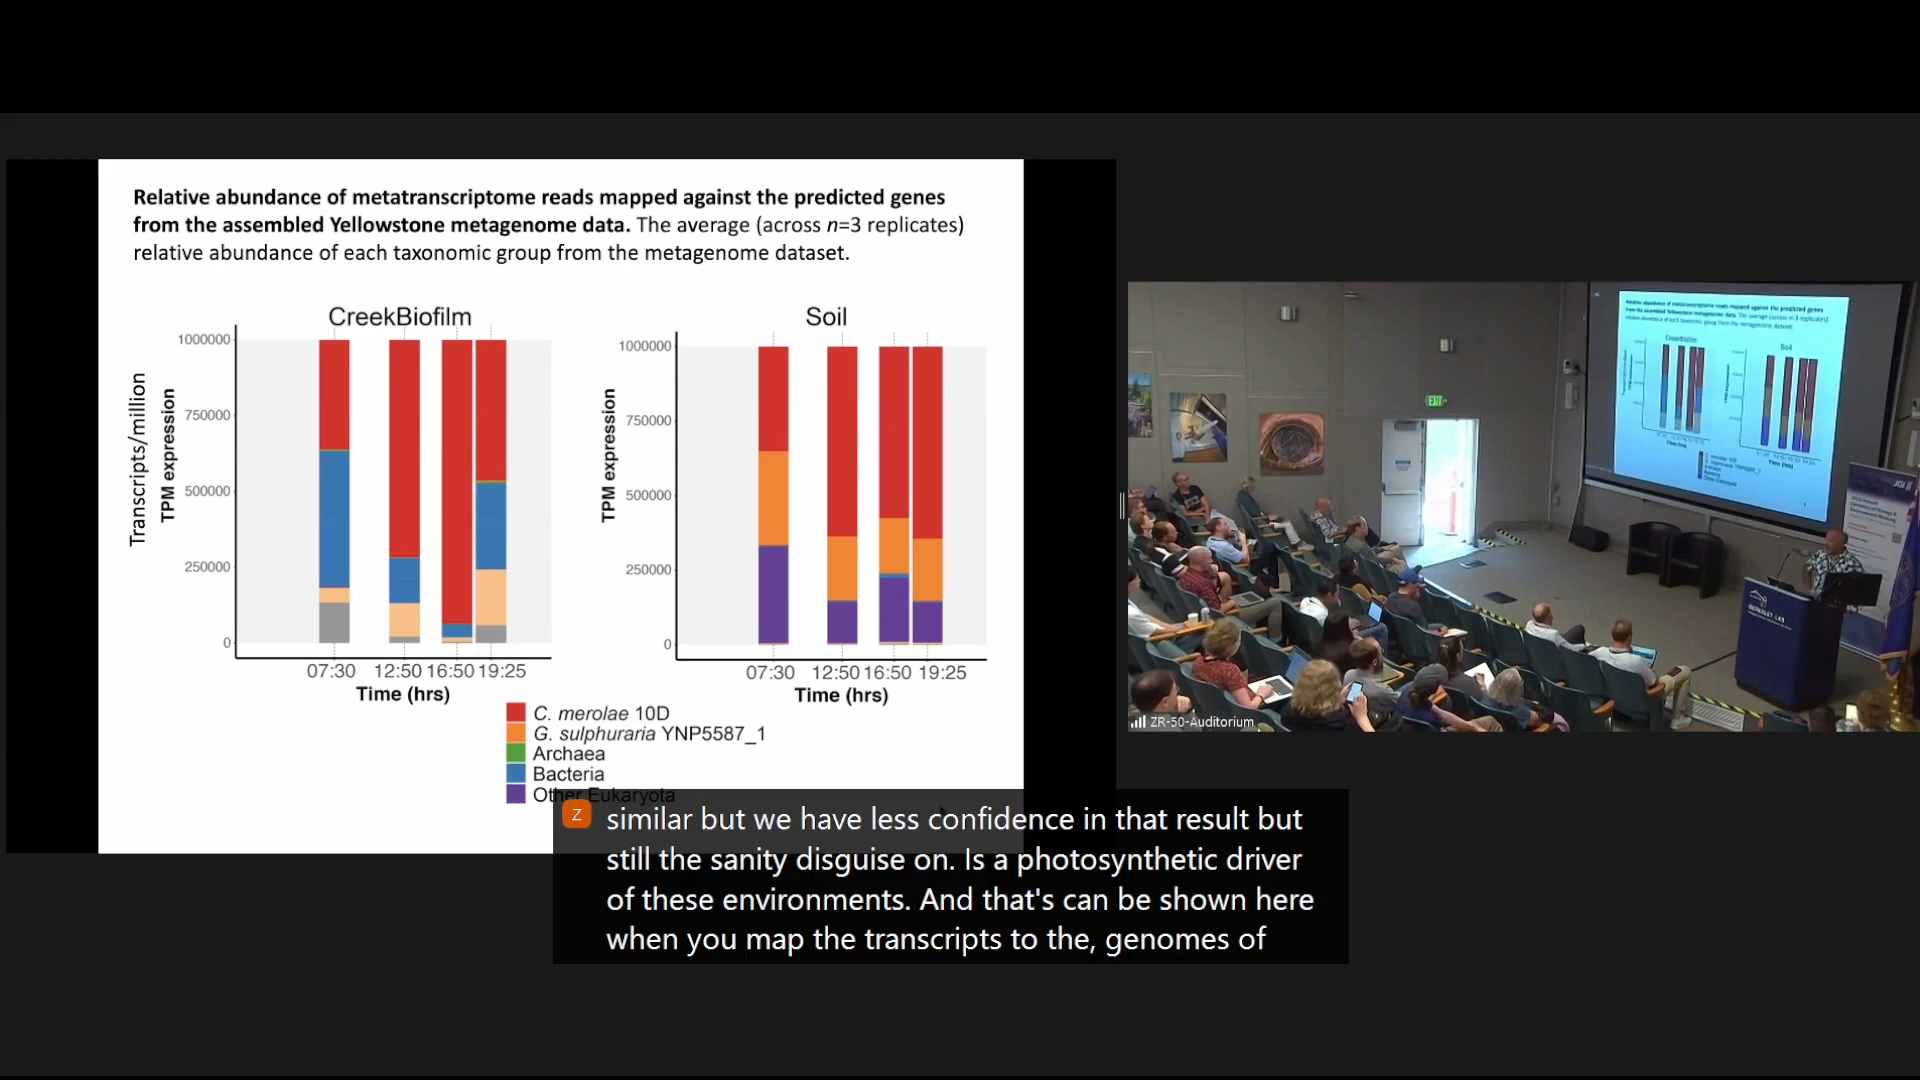 Relative abundance of metatranscriptome reads mapped against the predicted genes
from the assembled Yellowstone metagenome data. The average (across n=3 replicates)
relative abundance of each taxonomic group from the metagenome dataset.
CreekBiofilm
Transcripts/million
TPM expression
1000000
750000
500000
250000
0
07:30 12:50 16:50 19:25
Time (hrs)
Soil
TPM expression
1000000
750000
500000
250000
0
07:30 12:50 16:50 19:25
Time (hrs)
C. merolae 10D
G. sulphuraria YNP5587_1
Archaea
Bacteria
Other Eukaryota
Z
similar but we have less confidence in that result but
still the sanity disguise on. Is a photosynthetic driver
of these environments. And that's can be shown here
when you map the transcripts to the, genomes of
EXIT
JGI
BERKELEY LAB
ZR-50-Auditorium